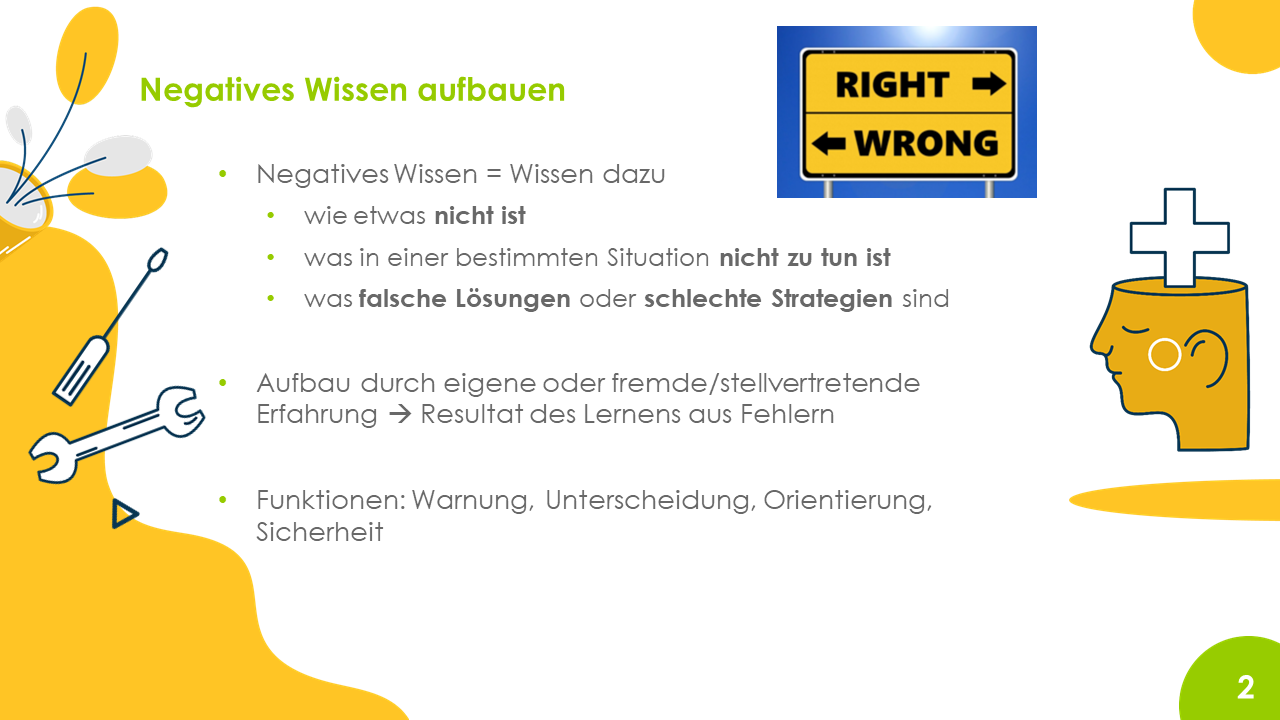 Negatives Wissen aufbauen
RIGHT →
← WRONG
• Negatives Wissen = Wissen dazu
• wie etwas nicht ist
• was in einer bestimmten Situation nicht zu tun ist
• was falsche Lösungen oder schlechte Strategien sind
• Aufbau durch eigene oder fremde/stellvertretende
Erfahrung → Resultat des Lernens aus Fehlern
• Funktionen: Warnung, Unterscheidung, Orientierung,
Sicherheit
2